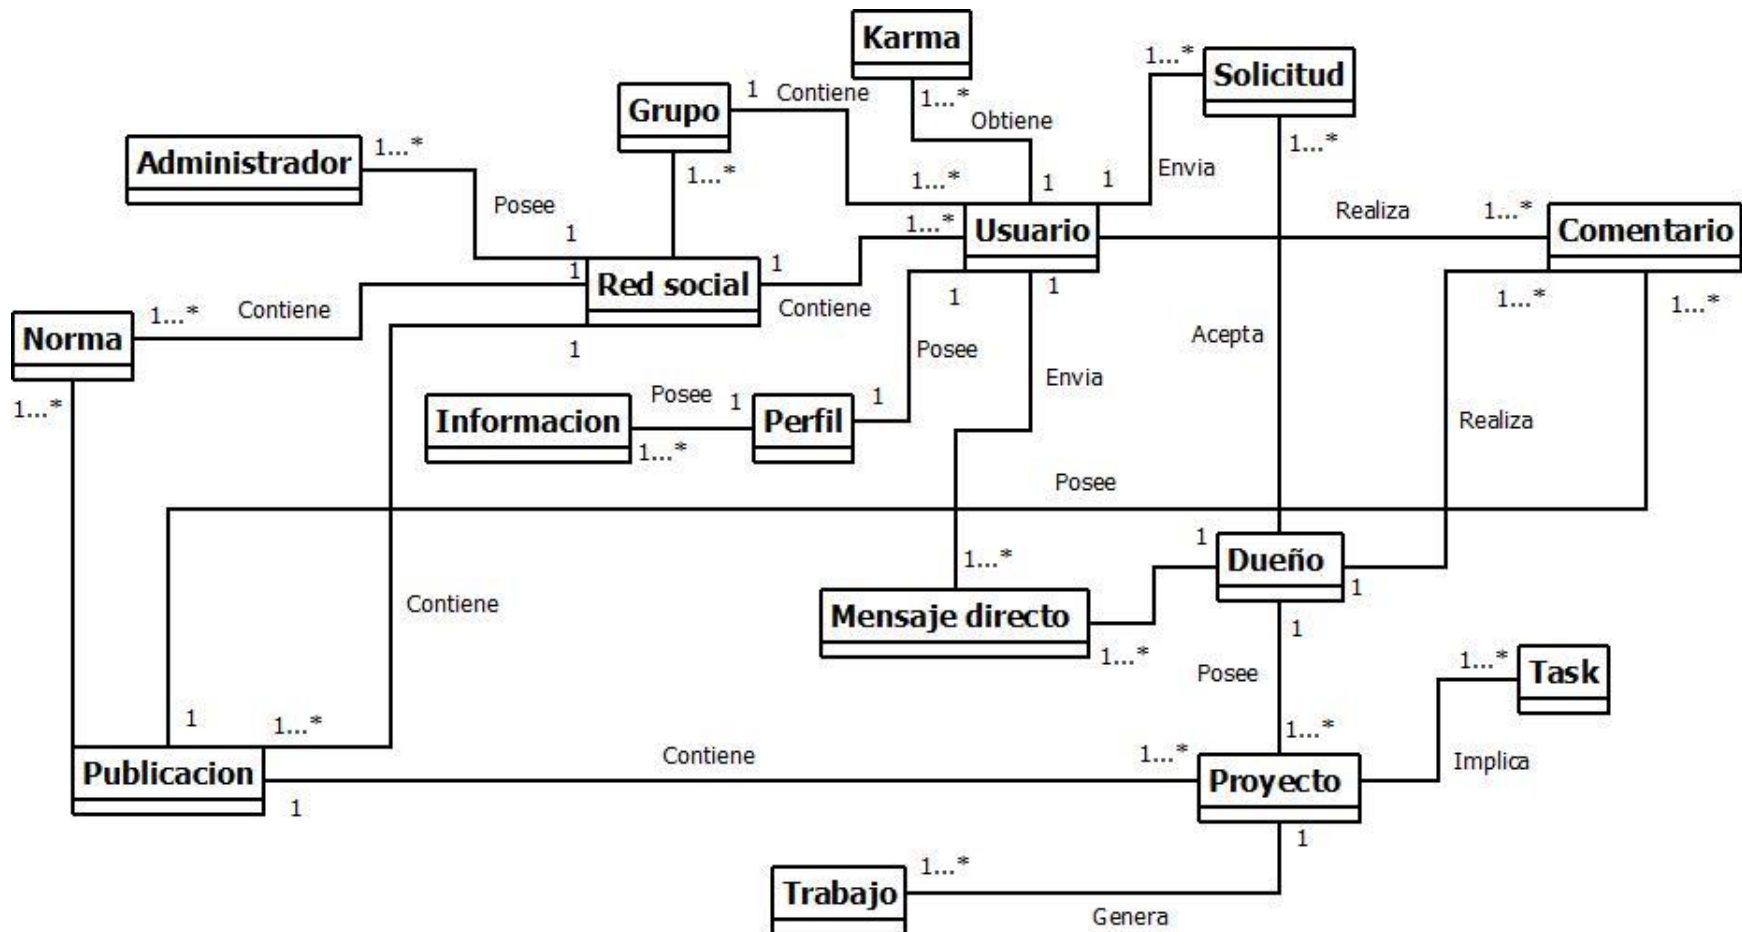 Karma
1...*
Solicitud
1 Contiene
1...*
Grupo
Obtiene
1...*
Administrador
1...*
1...*
1...*
1
1
Envia
Posee
1...*
Realiza
1...*
1
Usuario
Comentario
1
1
Red social
1
1
1...*
1...*
Norma
1...*
Contiene
Contiene
1
Posee
Acepta
Envia
1...*
Posee
1
1
Informacion
Perfil
Realiza
1...*
Posee
1
1...*
Dueño
1
Contiene
Mensaje directo
1
1...*
Posee
1...*
Task
1
1...*
1...*
Contiene
1...*
Implica
Publicacion
Proyecto
1
1
1...*
Trabajo
Genera